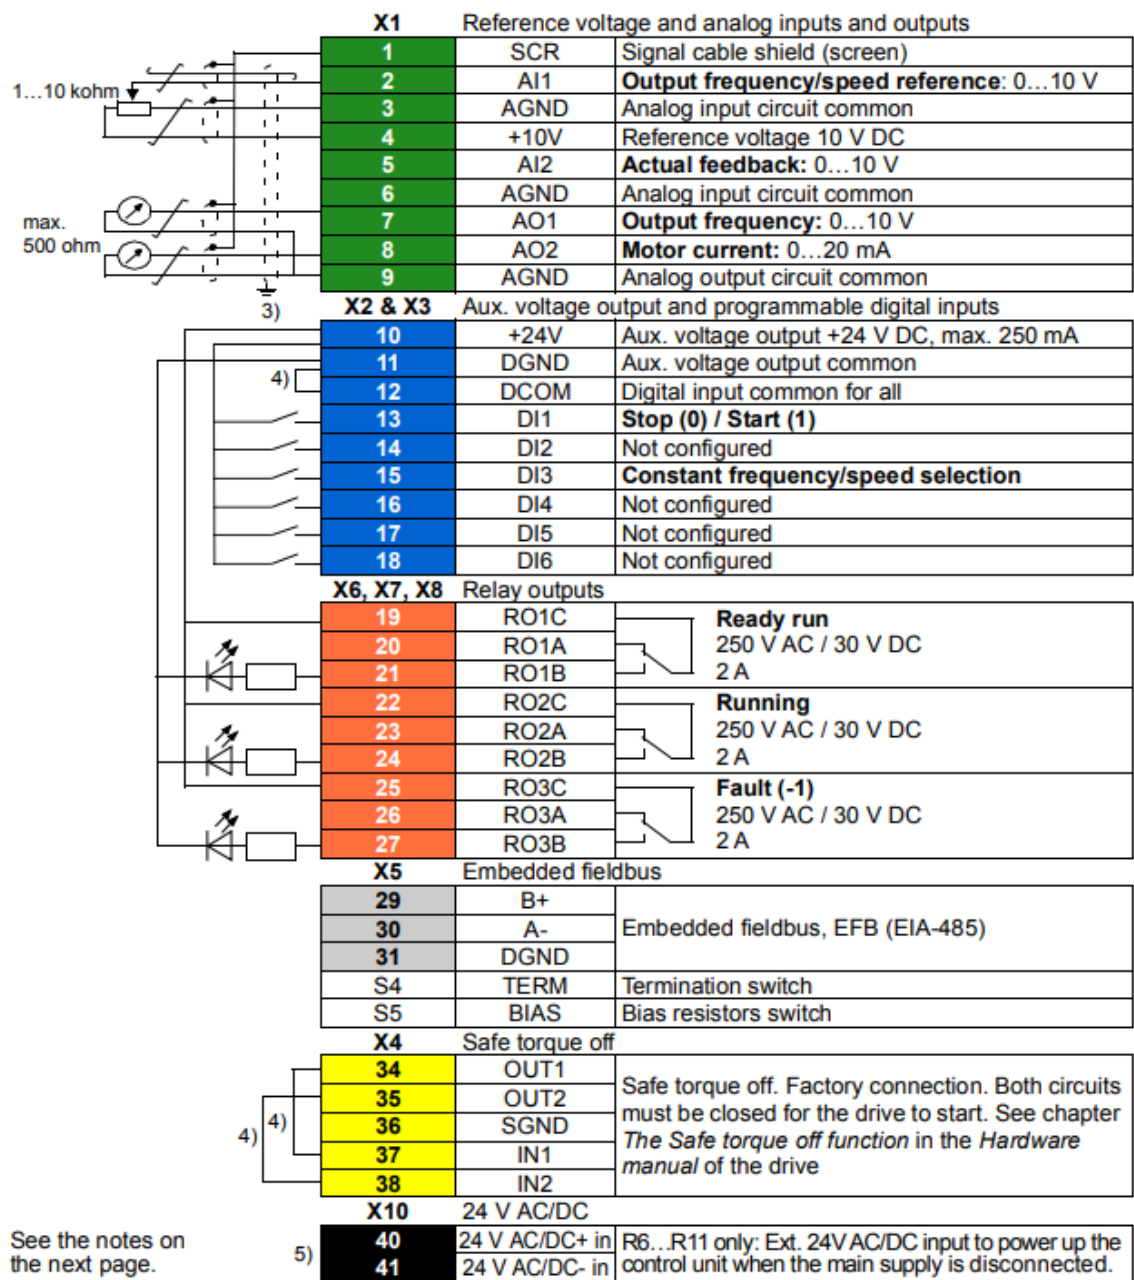 X1 Reference voltage and analog inputs and outputs
1 SCR Signal cable shield (screen)
2 AI1 Output frequency/speed reference: 0…10 V
1…10 kohm
3 AGND Analog input circuit common
4 +10V Reference voltage 10 V DC
5 AI2 Actual feedback: 0…10 V
6 AGND Analog input circuit common
max.
500 ohm
7 AO1 Output frequency: 0…10 V
8 AO2 Motor current: 0…20 mA
9 AGND Analog output circuit common
3)
X2 & X3 Aux. voltage output and programmable digital inputs
10 +24V Aux. voltage output +24 V DC, max. 250 mA
11 DGND Aux. voltage output common
4)
12 DCOM Digital input common for all
13 DI1 Stop (0) / Start (1)
14 DI2 Not configured
15 DI3 Constant frequency/speed selection
16 DI4 Not configured
17 DI5 Not configured
18 DI6 Not configured
X6, X7, X8 Relay outputs
19 RO1C Ready run
20 RO1A 250 V AC / 30 V DC
21 RO1B 2 A
22 RO2C Running
23 RO2A 250 V AC / 30 V DC
24 RO2B 2 A
25 RO3C Fault (-1)
26 RO3A 250 V AC / 30 V DC
27 RO3B 2 A
X5 Embedded fieldbus
29 B+
30 A- Embedded fieldbus, EFB (EIA-485)
31 DGND
S4 TERM Termination switch
S5 BIAS Bias resistors switch
X4 Safe torque off
34 OUT1
35 OUT2
36 SGND
37 IN1
38 IN2
Safe torque off. Factory connection. Both circuits
must be closed for the drive to start. See chapter
The Safe torque off function in the Hardware
manual of the drive
4) 4)
X10 24 V AC/DC
See the notes on
the next page.
5)
40 24 V AC/DC+ in R6…R11 only: Ext. 24V AC/DC input to power up the
41 24 V AC/DC- in control unit when the main supply is disconnected.